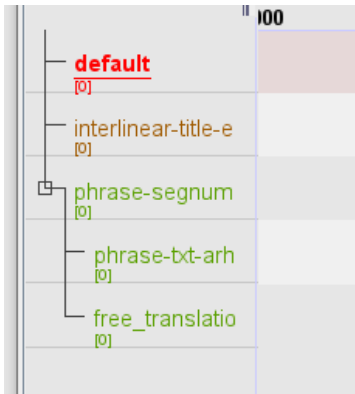 000
default
[0]
interlinear-title-e
[0]
phrase-segnum
[0]
phrase-txt-arh
[0]
free_translatio
[0]